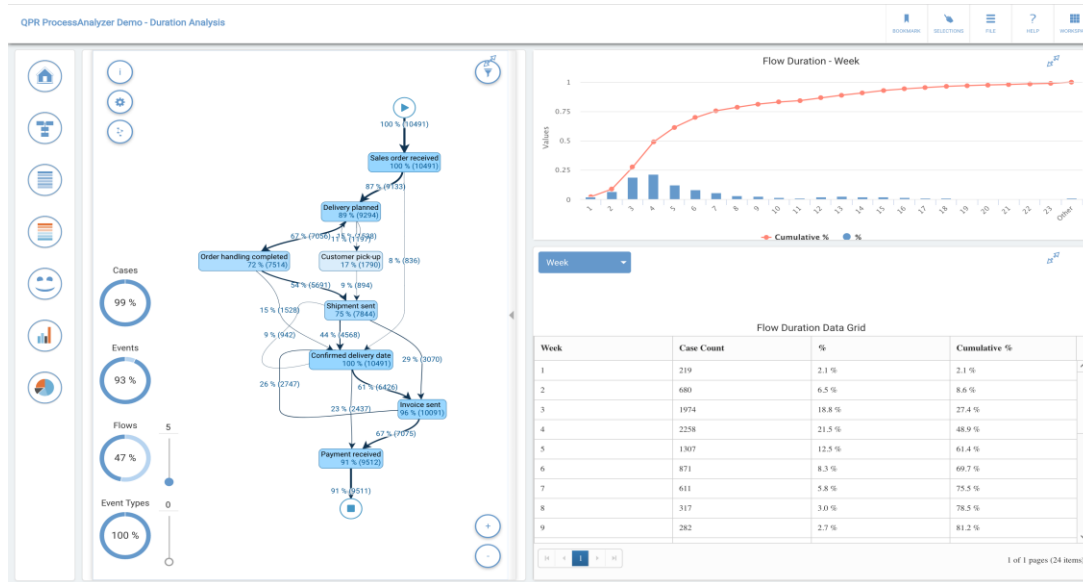 QPR ProcessAnalyzer Demo - Duration Analysis
BOOKMARK
SELECTIONS
FILE
HELP
WORKSPA
i
100 % (10491)
Sales order received
100 % (10491)
87 % (9133)
Delivery planned
89 % (9294)
67 % (7056)
Order handling completed
72 % (7514)
Customer pick-up
17 % (1790)
8 % (836)
54 % (5691)
9 % (894)
Shipment sent
75 % (7844)
15 % (1528)
9 % (942)
44 % (4568)
Confirmed delivery date
100 % (10491)
29 % (3070)
26 % (2747)
61 % (6426)
23 % (2437)
Invoice sent
96 % (10091)
67 % (7075)
Payment received
91 % (9512)
91 % (9511)
Cases
99 %
Events
93 %
Flows
5
47 %
Event Types
0
100 %
+
-
Flow Duration - Week
Values
1
0.75
0.5
0.25
0
1 2 3 4 5 6 7 8 9 10 11 12 13 14 15 16 17 18 19 20 21 22 23 Other
Cumulative % %
Week
Flow Duration Data Grid
Week Case Count % Cumulative %
1 219 2.1 % 2.1 %
2 680 6.5 % 8.6 %
3 1974 18.8 % 27.4 %
4 2258 21.5 % 48.9 %
5 1307 12.5 % 61.4 %
6 871 8.3 % 69.7 %
7 611 5.8 % 75.5 %
8 317 3.0 % 78.5 %
9 282 2.7 % 81.2 %
1
1 of 1 pages (24 items)